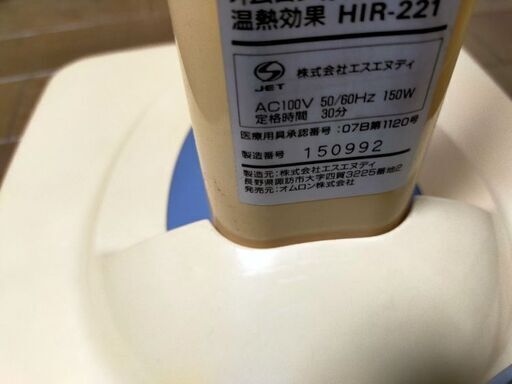 温熱効果 HIR-221
JET
株式会社エスエヌディ
AC100V 50/60Hz 150W
定格時間 30分
医療用具承認番号:07B第1120号
製造番号 150992
製造元:株式会社エスエヌディ
長野県諏訪市大字四賀3225番地2
発売元:オムロン株式会社